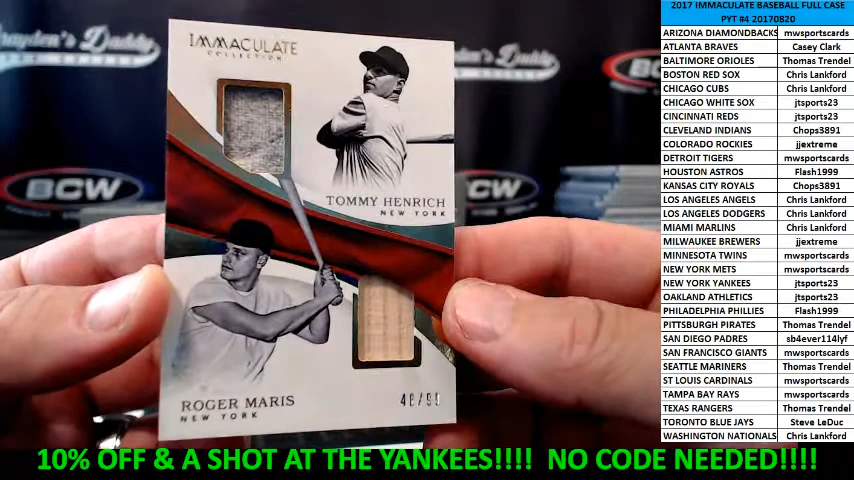 Brayden's Daddy
BCW
BCW
BCW
IMMACULATE
COLLECTION
TOMMY HENRICH
NEW YORK
ROGER MARIS
NEW YORK
48/99
2017 IMMACULATE BASEBALL FULL CASE
PYT #4 20170820
ARIZONA DIAMONDBACKS mwsportscards
ATLANTA BRAVES Casey Clark
BALTIMORE ORIOLES Thomas Trendel
BOSTON RED SOX Chris Lankford
CHICAGO CUBS Chris Lankford
CHICAGO WHITE SOX jtsports23
CINCINNATI REDS jtsports23
CLEVELAND INDIANS Chops3891
COLORADO ROCKIES jjextreme
DETROIT TIGERS mwsportscards
HOUSTON ASTROS Flash1999
KANSAS CITY ROYALS Chops3891
LOS ANGELES ANGELS Chris Lankford
LOS ANGELES DODGERS Chris Lankford
MIAMI MARLINS Chris Lankford
MILWAUKEE BREWERS jjextreme
MINNESOTA TWINS mwsportscards
NEW YORK METS mwsportscards
NEW YORK YANKEES jtsports23
OAKLAND ATHLETICS jtsports23
PHILADELPHIA PHILLIES Flash1999
PITTSBURGH PIRATES Thomas Trendel
SAN DIEGO PADRES sb4ever114lyf
SAN FRANCISCO GIANTS mwsportscards
SEATTLE MARINERS Thomas Trendel
ST LOUIS CARDINALS mwsportscards
TAMPA BAY RAYS mwsportscards
TEXAS RANGERS Thomas Trendel
TORONTO BLUE JAYS Steve LeDuc
WASHINGTON NATIONALS Chris Lankford
10% OFF & A SHOT AT THE YANKEES!!!! NO CODE NEEDED!!!!